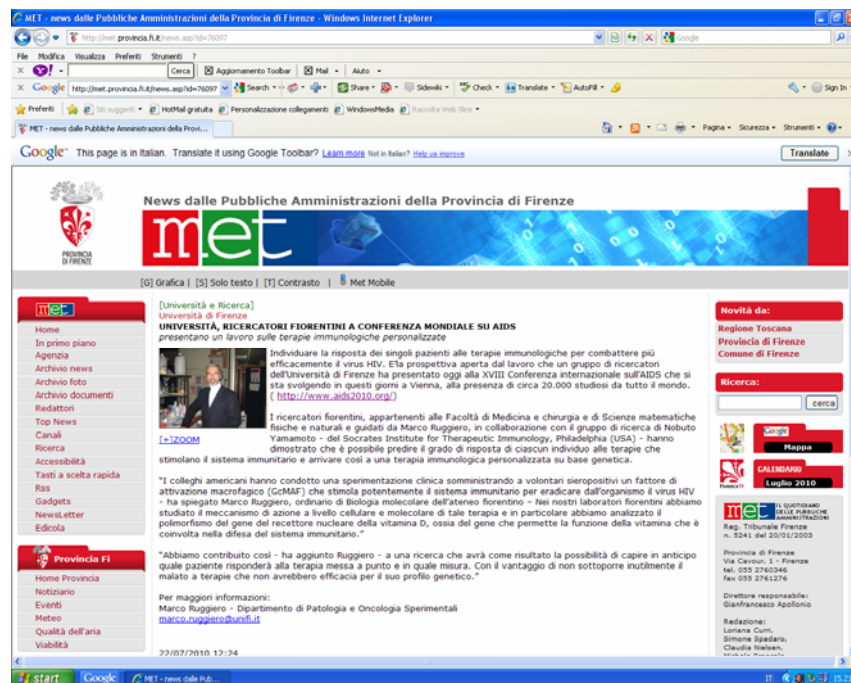 MET - news dalle Pubbliche Amministrazioni della Provincia di Firenze - Windows Internet Explorer
http://met.provincia.fi.it/news.asp?id=76097
Google
File Modifica Visualizza Preferiti Strumenti ?
Cerca Aggiornamento Toolbar Mail Aiuto
Google http://met.provincia.fi.it/news.asp?id=76097 Search Share Sidewiki Check Translate AutoFill Sign In
Preferiti Siti suggeriti HotMail gratuita Personalizzazione collegamenti WindowsMedia Raccolta Web Slice
MET - news dalle Pubbliche Amministrazioni della Provi... Pagina Sicurezza Strumenti
Google This page is in Italian. Translate it using Google Toolbar? Learn more Not in Italian? Help us improve Translate
PROVINCIA
DI FIRENZE
News dalle Pubbliche Amministrazioni della Provincia di Firenze
met
[G] Grafica | [S] Solo testo | [T] Contrasto | Met Mobile
met
Home
In primo piano
Agenzia
Archivio news
Archivio foto
Archivio documenti
Redattori
Top News
Canali
Ricerca
Accessibilità
Tasti a scelta rapida
Rss
Gadgets
NewsLetter
Edicola
Provincia Fi
Home Provincia
Notiziario
Eventi
Meteo
Qualità dell'aria
Viabilità
[Università e Ricerca]
Università di Firenze
UNIVERSITÀ, RICERCATORI FIORENTINI A CONFERENZA MONDIALE SU AIDS
presentano un lavoro sulle terapie immunologiche personalizzate
Individuare la risposta dei singoli pazienti alle terapie immunologiche per combattere più
efficacemente il virus HIV. E'la prospettiva aperta dal lavoro che un gruppo di ricercatori
dell'Università di Firenze ha presentato oggi alla XVIII Conferenza internazionale sull'AIDS che si
sta svolgendo in questi giorni a Vienna, alla presenza di circa 20.000 studiosi da tutto il mondo.
( http://www.aids2010.org/)
I ricercatori fiorentini, appartenenti alle Facoltà di Medicina e chirurgia e di Scienze matematiche
fisiche e naturali e guidati da Marco Ruggiero, in collaborazione con il gruppo di ricerca di Nobuto
[+]ZOOM
Yamamoto - del Socrates Institute for Therapeutic Immunology, Philadelphia (USA) - hanno
dimostrato che è possibile predire il grado di risposta di ciascun individuo alle terapie che
stimolano il sistema immunitario e arrivare così a una terapia immunologica personalizzata su base genetica.
"I colleghi americani hanno condotto una sperimentazione clinica somministrando a volontari sieropositivi un fattore di
attivazione macrofagico (GcMAF) che stimola potentemente il sistema immunitario per eradicare dall'organismo il virus HIV
- ha spiegato Marco Ruggiero, ordinario di Biologia molecolare dell'ateneo fiorentino – Nei nostri laboratori fiorentini abbiamo
studiato il meccanismo di azione a livello cellulare e molecolare di tale terapia e in particolare abbiamo analizzato il
polimorfismo del gene del recettore nucleare della vitamina D, ossia del gene che permette la funzione della vitamina che è
coinvolta nella difesa del sistema immunitario."
"Abbiamo contribuito così - ha aggiunto Ruggiero - a una ricerca che avrà come risultato la possibilità di capire in anticipo
quale paziente risponderà alla terapia messa a punto e in quale misura. Con il vantaggio di non sottoporre inutilmente il
malato a terapie che non avrebbero efficacia per il suo profilo genetico."
Per maggiori informazioni:
Marco Ruggiero - Dipartimento di Patologia e Oncologia Sperimentali
marco.ruggiero@unifi.it
22/07/2010 12:24
Novità da:
Regione Toscana
Provincia di Firenze
Comune di Firenze
Ricerca:
cerca
Google
Mappa
CALENDARIO
Luglio 2010
met IL QUOTIDIANO
DELLE PUBBLICHE
AMMINISTRAZIONI
Reg. Tribunale Firenze
n. 5241 del 20/01/2003
Provincia di Firenze
Via Cavour, 1 - Firenze
tel. 055 2760346
fax 055 2761276
Direttore responsabile:
Gianfrancesco Apollonio
Redazione:
Loriana Curri,
Simone Spadaro,
Claudia Nielsen,
start Google MET - news dalle Pub... IT 15.21